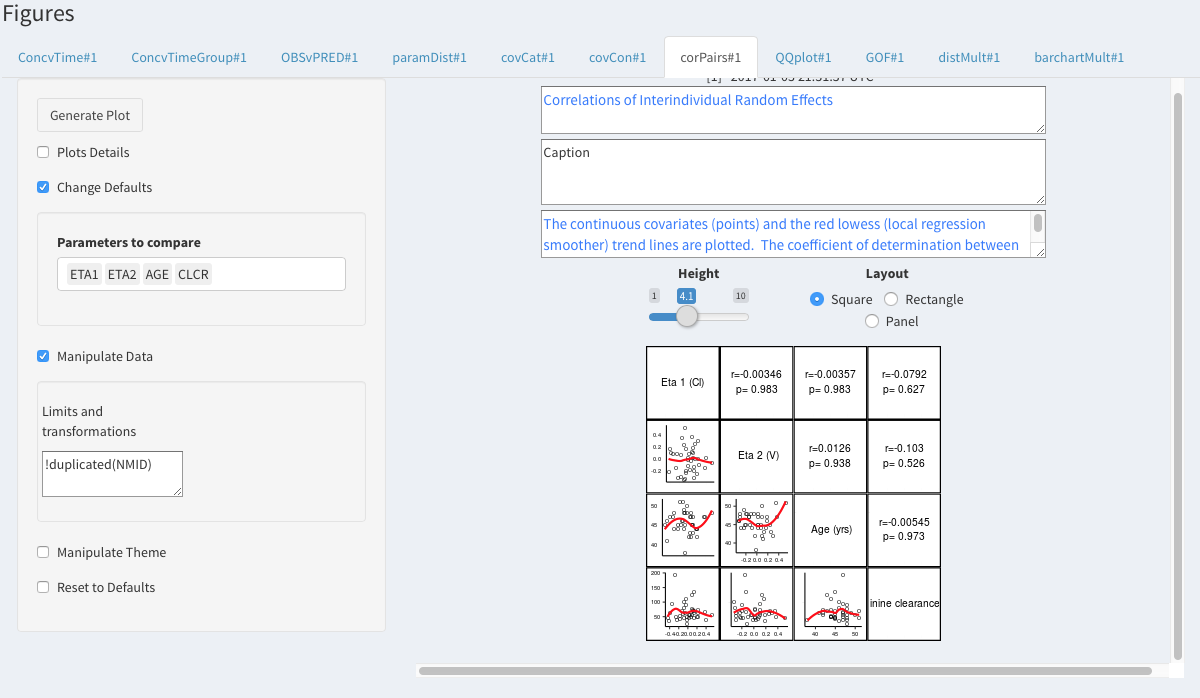 Figures
ConcvTime#1 ConcvTimeGroup#1 OBSvPRED#1 paramDist#1 covCat#1 covCon#1 corPairs#1 QQplot#1 GOF#1 distMult#1 barchartMult#1
Generate Plot
Plots Details
Change Defaults
Parameters to compare
ETA1 ETA2 AGE CLCR
Manipulate Data
Limits and
transformations
!duplicated(NMID)
Manipulate Theme
Reset to Defaults
Correlations of Interindividual Random Effects
Caption
The continuous covariates (points) and the red lowess (local regression
smoother) trend lines are plotted. The coefficient of determination between
Height
1 4.1 10
Layout
Square Rectangle
Panel
Eta 1 (Cl)
r=-0.00346
p= 0.983
r=-0.00357
p= 0.983
r=-0.0792
p= 0.627
0.4
0.2
0.0
-0.2
Eta 2 (V)
r=0.0126
p= 0.938
r=-0.103
p= 0.526
50
45
40
50
45
40
-0.2 0.0 0.2 0.4
Age (yrs)
r=-0.00545
p= 0.973
200
150
100
50
-0.4 0.2 0.0 0.2 0.4
-0.2 0.0 0.2 0.4
40 45 50
inine clearance